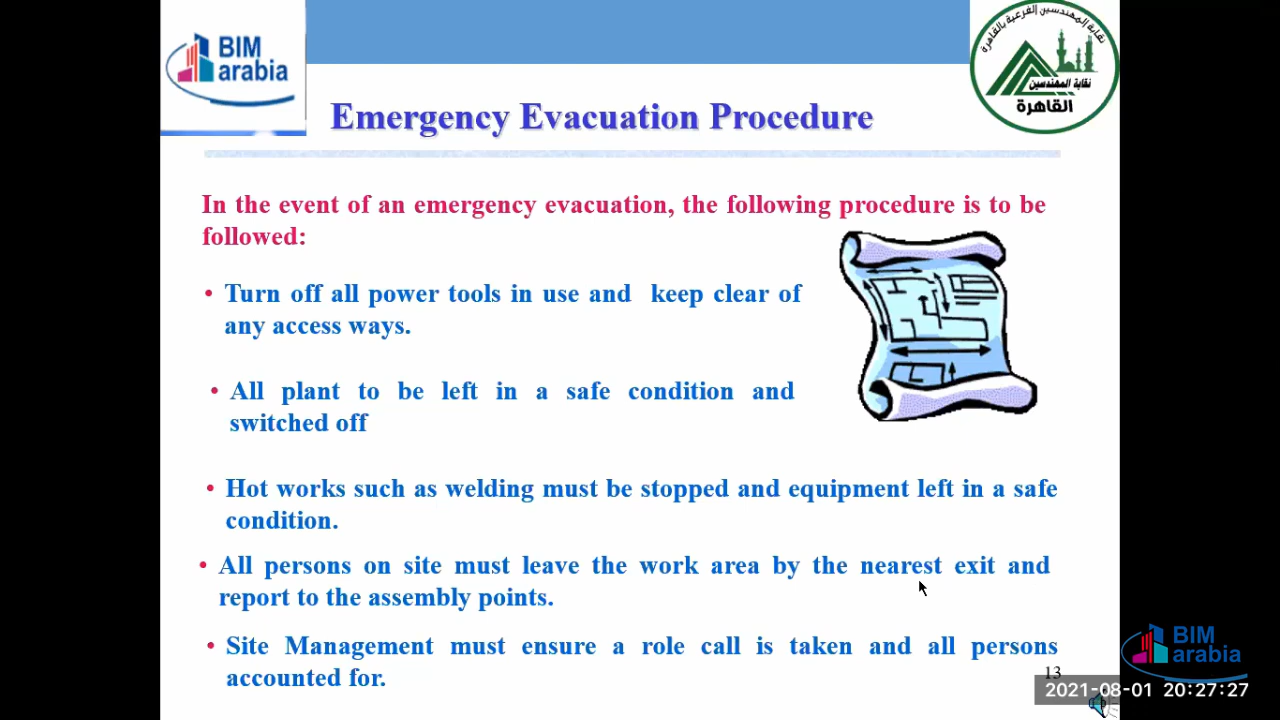 BIM
arabia
نقابة المهندسين الفرعية بالقاهرة
نقابة المهندسين
القاهرة
Emergency Evacuation Procedure
In the event of an emergency evacuation, the following procedure is to be
followed:
• Turn off all power tools in use and keep clear of
any access ways.
• All plant to be left in a safe condition and
switched off
• Hot works such as welding must be stopped and equipment left in a safe
condition.
• All persons on site must leave the work area by the nearest exit and
report to the assembly points.
• Site Management must ensure a role call is taken and all persons
accounted for.
13
BIM
arabia
2021-08-01 20:27:27